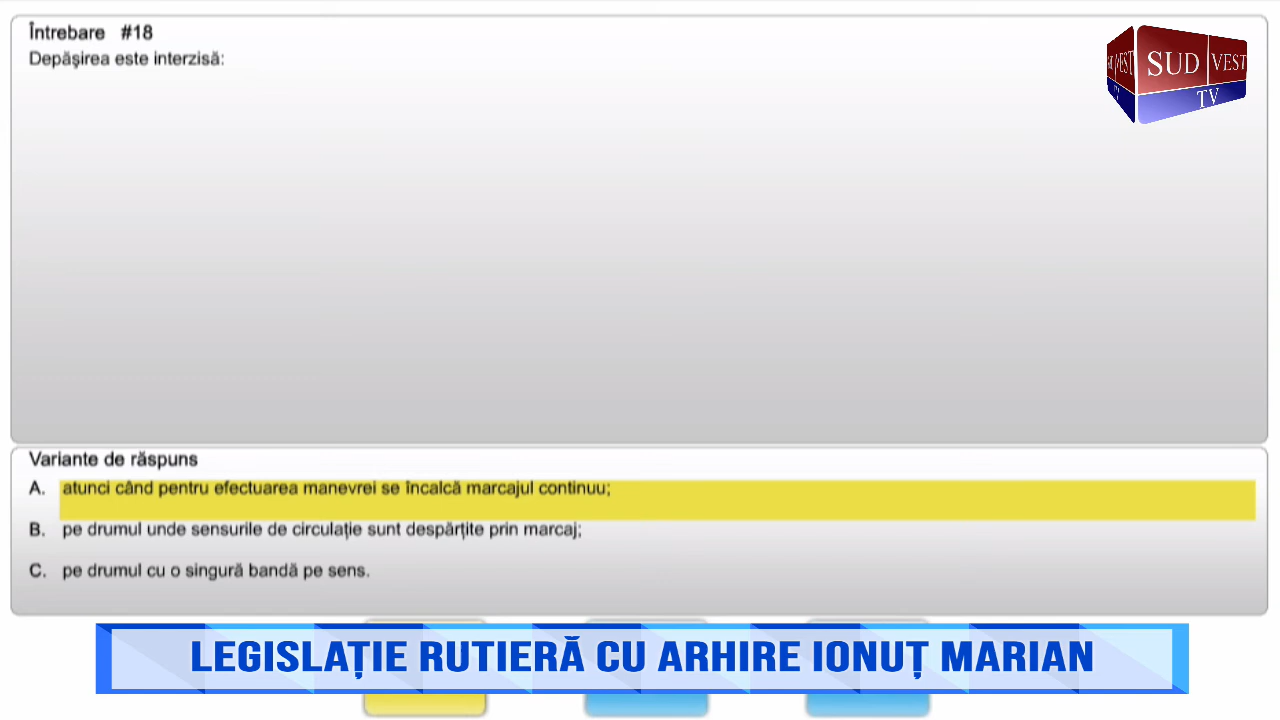 Întrebare #18
Depăşirea este interzisă:
SUD VEST
TV
Variante de răspuns
A. atunci când pentru efectuarea manevrei se încalcă marcajul continuu;
B. pe drumul unde sensurile de circulaţie sunt despărţite prin marcaj;
C. pe drumul cu o singură bandă pe sens.
LEGISLAȚIE RUTIERĂ CU ARHIRE IONUȚ MARIAN